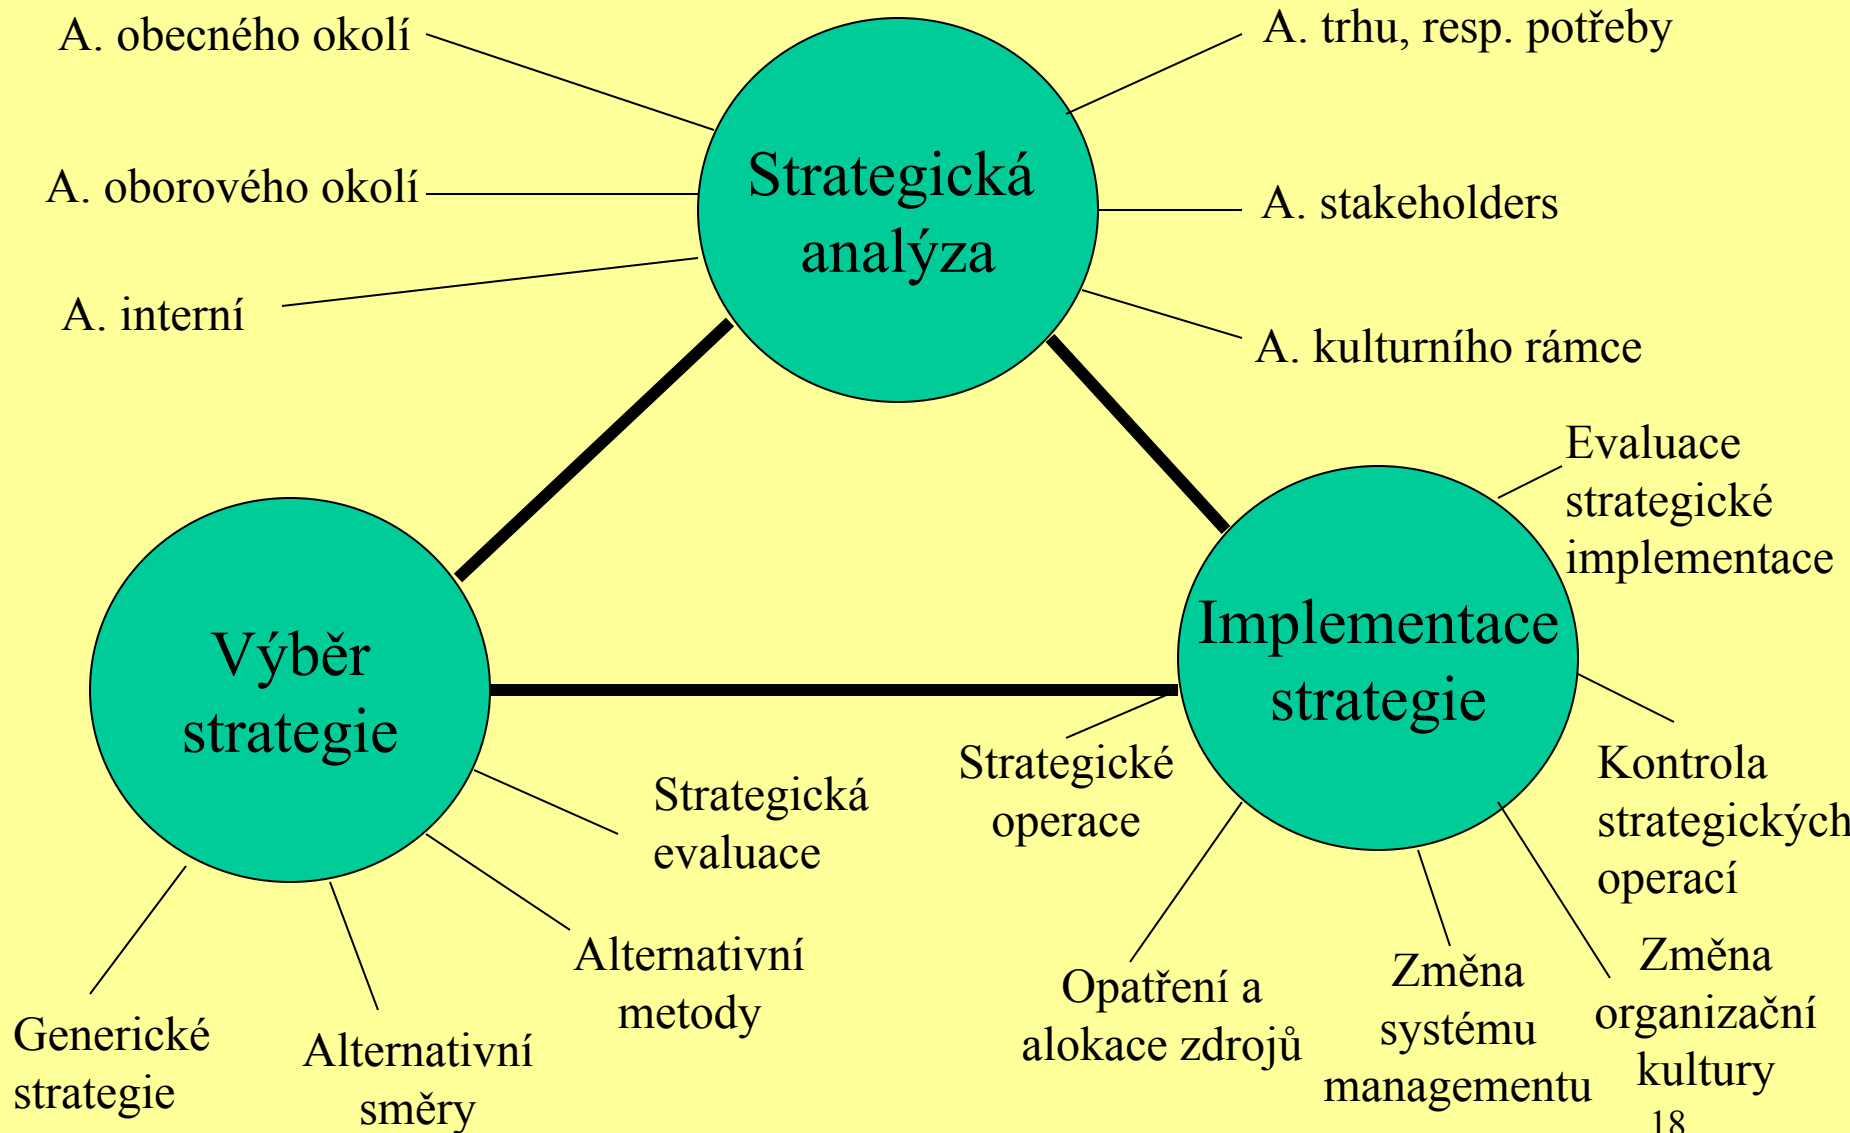 A. obecného okolí
A. trhu, resp. potřeby
Strategická
analýza
A. oborového okolí
A. stakeholders
A. interní
A. kulturního rámce
Evaluace
strategické
implementace
Výběr
strategie
Implementace
strategie
Strategická
evaluace
Strategické
operace
Kontrola
strategických
operací
Alternativní
metody
Generické
strategie
Alternativní
směry
Opatření a
alokace zdrojů
Změna
systému
managementu
Změna
organizační
kultury
18